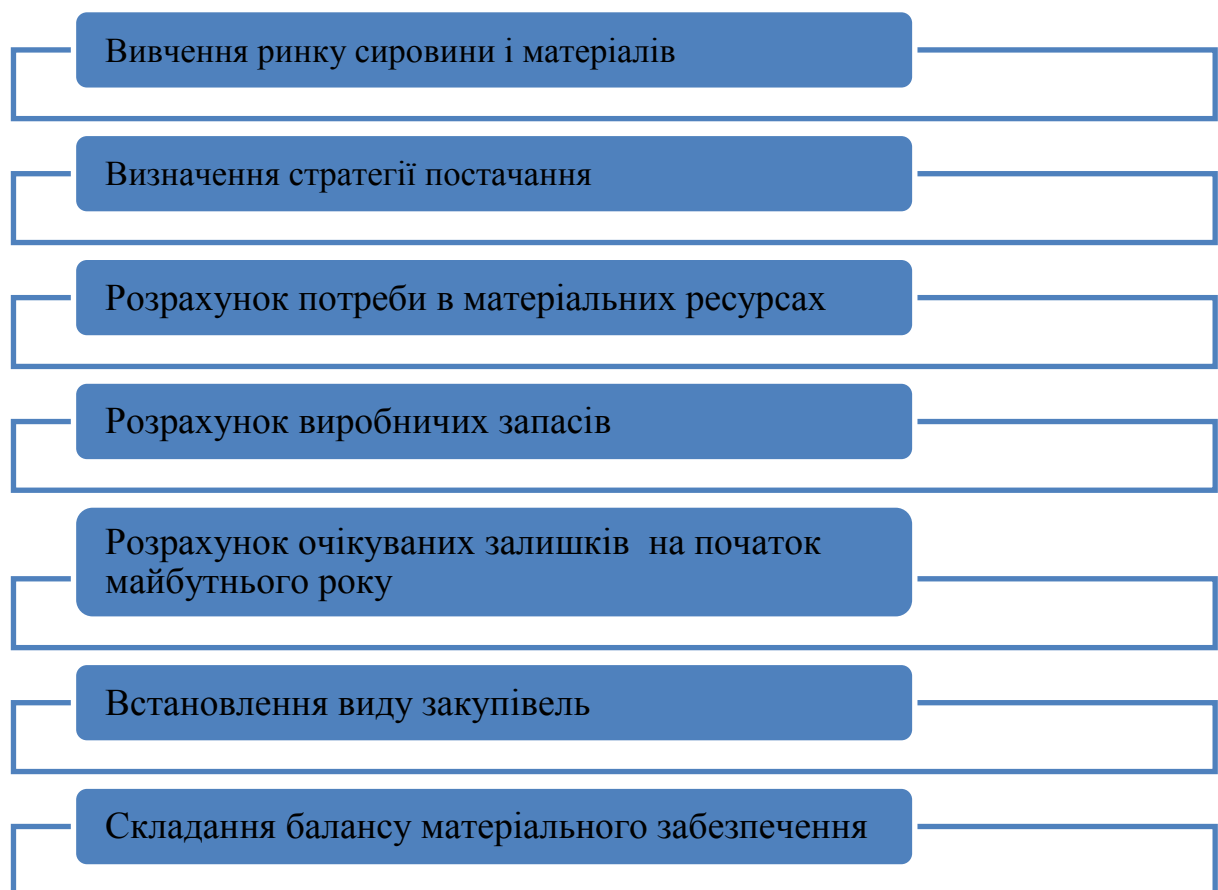 Вивчення ринку сировини і матеріалів
Визначення стратегії постачання
Розрахунок потреби в матеріальних ресурсах
Розрахунок виробничих запасів
Розрахунок очікуваних залишків  на початок
майбутнього року
Встановлення виду закупівель
Складання балансу матеріального забезпечення